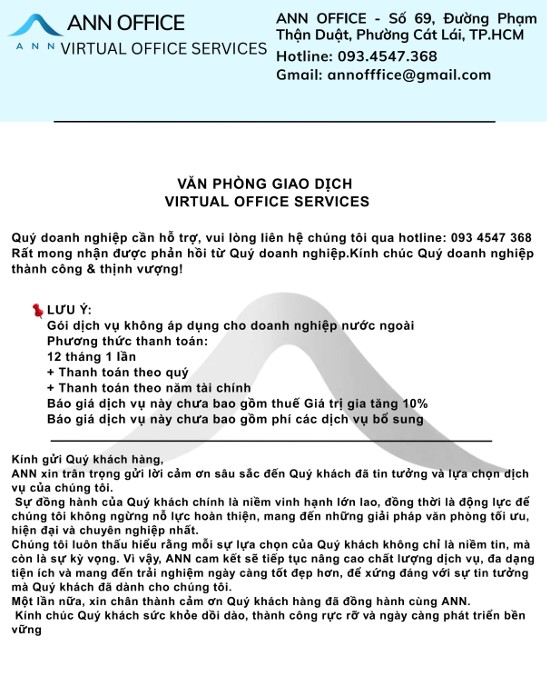 ANN OFFICE
A N N VIRTUAL OFFICE SERVICES
ANN OFFICE - Số 69, Đường Phạm
Thận Duật, Phường Cát Lái, TP.HCM
Hotline: 093.4547.368
Gmail: annofffice@gmail.com
VĂN PHÒNG GIAO DỊCH
VIRTUAL OFFICE SERVICES
Quý doanh nghiệp cần hỗ trợ, vui lòng liên hệ chúng tôi qua hotline: 093 4547 368
Rất mong nhận được phản hồi từ Quý doanh nghiệp.Kính chúc Quý doanh nghiệp
thành công & thịnh vượng!
LƯU Ý:
Gói dịch vụ không áp dụng cho doanh nghiệp nước ngoài
Phương thức thanh toán:
12 tháng 1 lần
+ Thanh toán theo quý
+ Thanh toán theo năm tài chính
Báo giá dịch vụ này chưa bao gồm thuế Giá trị gia tăng 10%
Báo giá dịch vụ này chưa bao gồm phí các dịch vụ bổ sung
Kính gửi Quý khách hàng,
ANN xin trân trọng gửi lời cảm ơn sâu sắc đến Quý khách đã tin tưởng và lựa chọn dịch
vụ của chúng tôi.
Sự đồng hành của Quý khách chính là niềm vinh hạnh lớn lao, đồng thời là động lực để
chúng tôi không ngừng nỗ lực hoàn thiện, mang đến những giải pháp văn phòng tối ưu,
hiện đại và chuyên nghiệp nhất.
Chúng tôi luôn thấu hiểu rằng mỗi sự lựa chọn của Quý khách không chỉ là niềm tin, mà
còn là sự kỳ vọng. Vì vậy, ANN cam kết sẽ tiếp tục nâng cao chất lượng dịch vụ, đa dạng
tiện ích và mang đến trải nghiệm ngày càng tốt đẹp hơn, để xứng đáng với sự tin tưởng
mà Quý khách đã dành cho chúng tôi.
Một lần nữa, xin chân thành cảm ơn Quý khách hàng đã đồng hành cùng ANN.
Kính chúc Quý khách sức khỏe dồi dào, thành công rực rỡ và ngày càng phát triển bền
vững